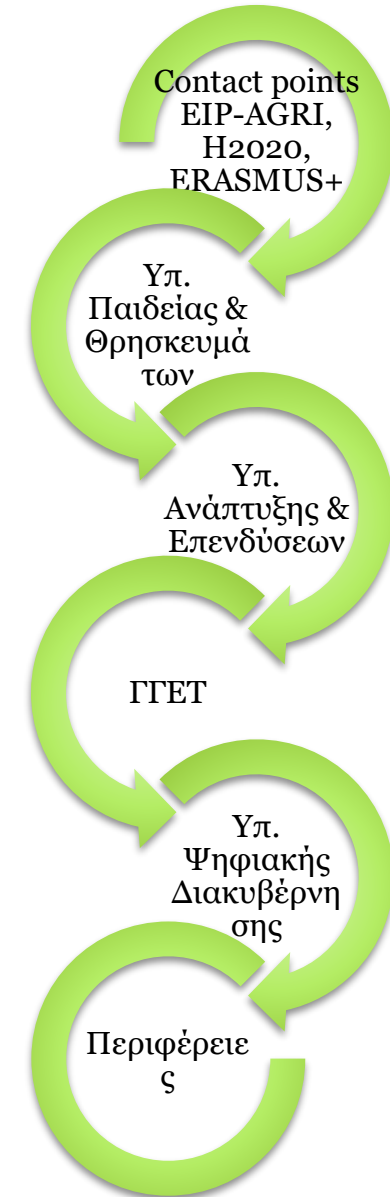 Contact points
EIP-AGRI,
H2020,
ERASMUS+
Υπ.
Παιδείας &
Θρησκευμά
των
Υπ.
Ανάπτυξης &
Επενδύσεων
ΓΓΕΤ
Υπ.
Ψηφιακής
Διακυβέρνη
σης
Περιφέρειε
ς